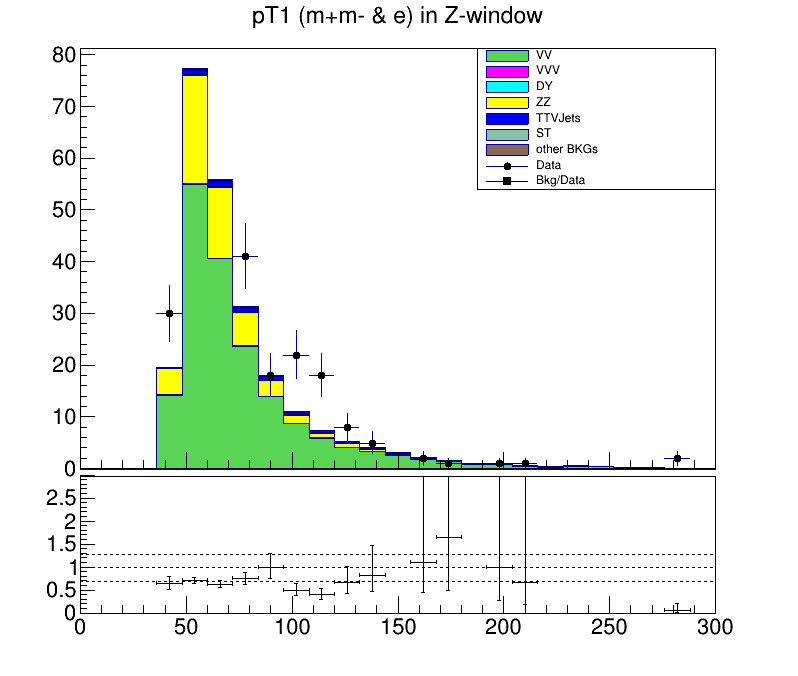 pT1 (m+m- & e) in Z-window
80
70
60
50
40
30
20
10
0
VV
VVV
DY
ZZ
TTVJets
ST
other BKGs
Data
Bkg/Data
2.5
2
1.5
1
0.5
0
0 50 100 150 200 250 300